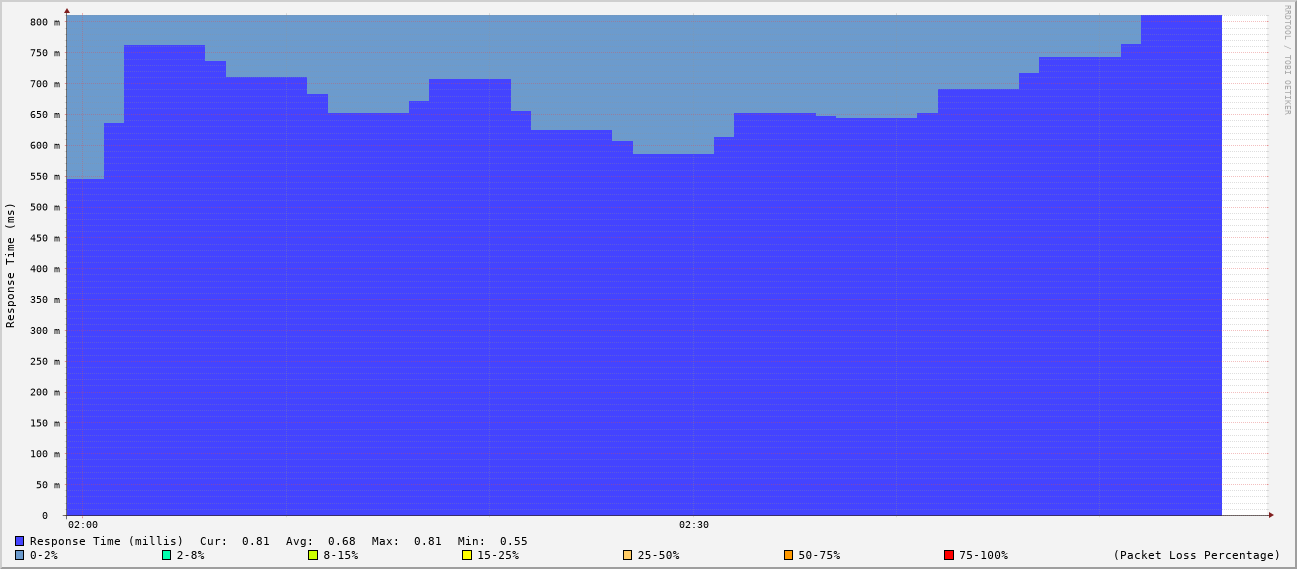 RRDTOOL / TOBI OETIKER
Response Time (ms)
800 m
750 m
700 m
650 m
600 m
550 m
500 m
450 m
400 m
350 m
300 m
250 m
200 m
150 m
100 m
50 m
0
02:00 02:30
Response Time (millis) Cur: 0.81 Avg: 0.68 Max: 0.81 Min: 0.55
0-2% 2-8% 8-15% 15-25% 25-50% 50-75% 75-100% (Packet Loss Percentage)